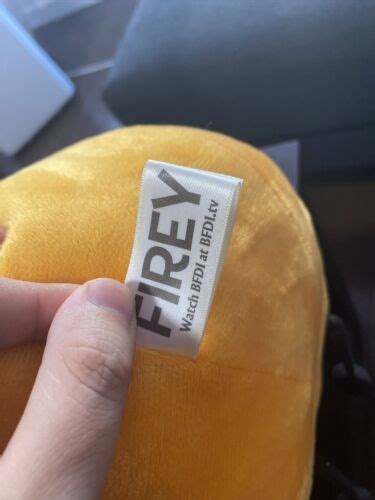 FIREY
Watch BFDI at BFDI.tv